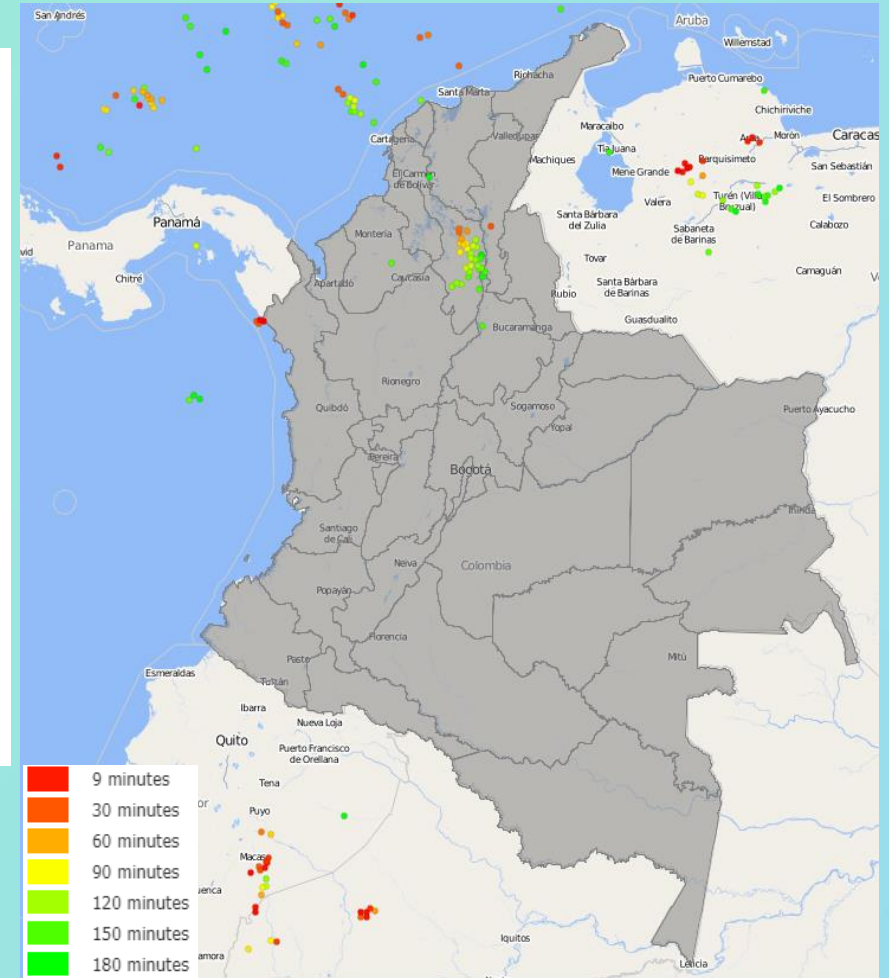 San Andrés
Aruba
Willemstad
Riohacha
Puerto Cumarebo
Santa Marta
Chichiriviche
Maracaibo
Morón
Caracas
Cartagena
Valledupar
Tia Juana
Barquisimeto
Machiques
San Sebastián
El Carmen
de Bolívar
Mene Grande
Turén (Villa
Bruzual)
El Sombrero
Valera
Panamá
Santa Bárbara
del Zulia
Calabozo
Montería
Sabaneta
de Barinas
Panama
Tovar
Camaguán
Chitré
Apartadó
Caucasia
Santa Bárbara
de Barinas
Rubio
Guasdualito
Bucaramanga
Rionegro
Quibdó
Sogamoso
Puerto Ayacucho
Yopal
Pereira
Bogotá
Inírida
Santiago
de Cali
Neiva
Colombia
Popayán
Florencia
Mitú
Pasto
Esmeraldas
Ibarra
Nueva Loja
Quito
Puerto Francisco
de Orellana
Tena
Puyo
Macas
Iquitos
Leticia
9 minutes
30 minutes
60 minutes
90 minutes
120 minutes
150 minutes
180 minutes